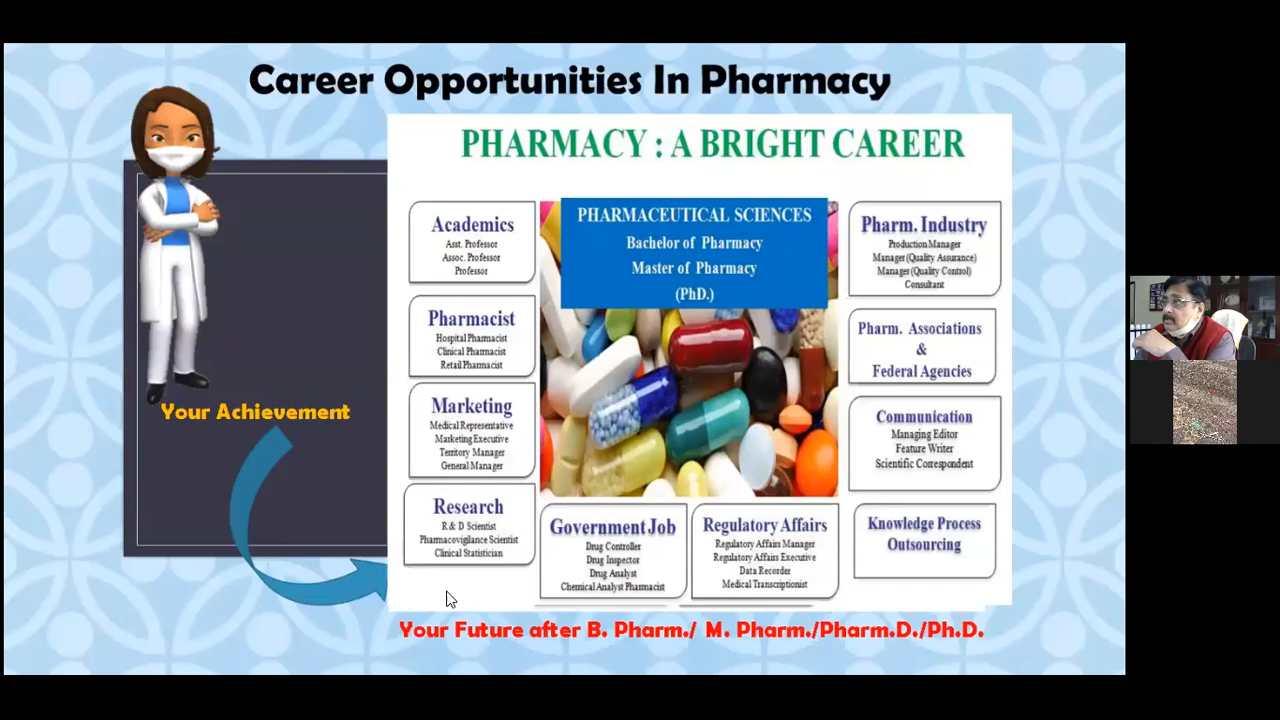 Career Opportunities In Pharmacy
PHARMACY : A BRIGHT CAREER
PHARMACEUTICAL SCIENCES
Bachelor of Pharmacy
Master of Pharmacy
(PhD.)
Academics
Asst. Professor
Assoc. Professor
Professor
Pharmacist
Hospital Pharmacist
Clinical Pharmacist
Retail Pharmacist
Marketing
Medical Representative
Marketing Executive
Territory Manager
General Manager
Research
R & D Scientist
Pharmacovigilance Scientist
Clinical Statistician
Government Job
Drug Controller
Drug Inspector
Drug Analyst
Chemical Analyst Pharmacist
Regulatory Affairs
Regulatory Affairs Manager
Regulatory Affairs Executive
Data Recorder
Medical Transcriptionist
Pharm. Industry
Production Manager
Manager (Quality Assurance)
Manager (Quality Control)
Consultant
Pharm. Associations
&
Federal Agencies
Communication
Managing Editor
Feature Writer
Scientific Correspondent
Knowledge Process
Outsourcing
Your Achievement
Your Future after B. Pharm./ M. Pharm./Pharm.D./Ph.D.